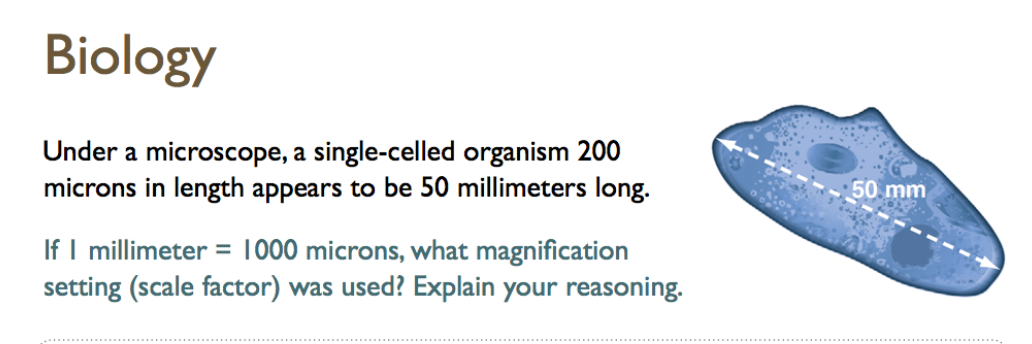 Biology
Under a microscope, a single-celled organism 200
microns in length appears to be 50 millimeters long.
50 mm
If 1 millimeter = 1000 microns, what magnification
setting (scale factor) was used? Explain your reasoning.